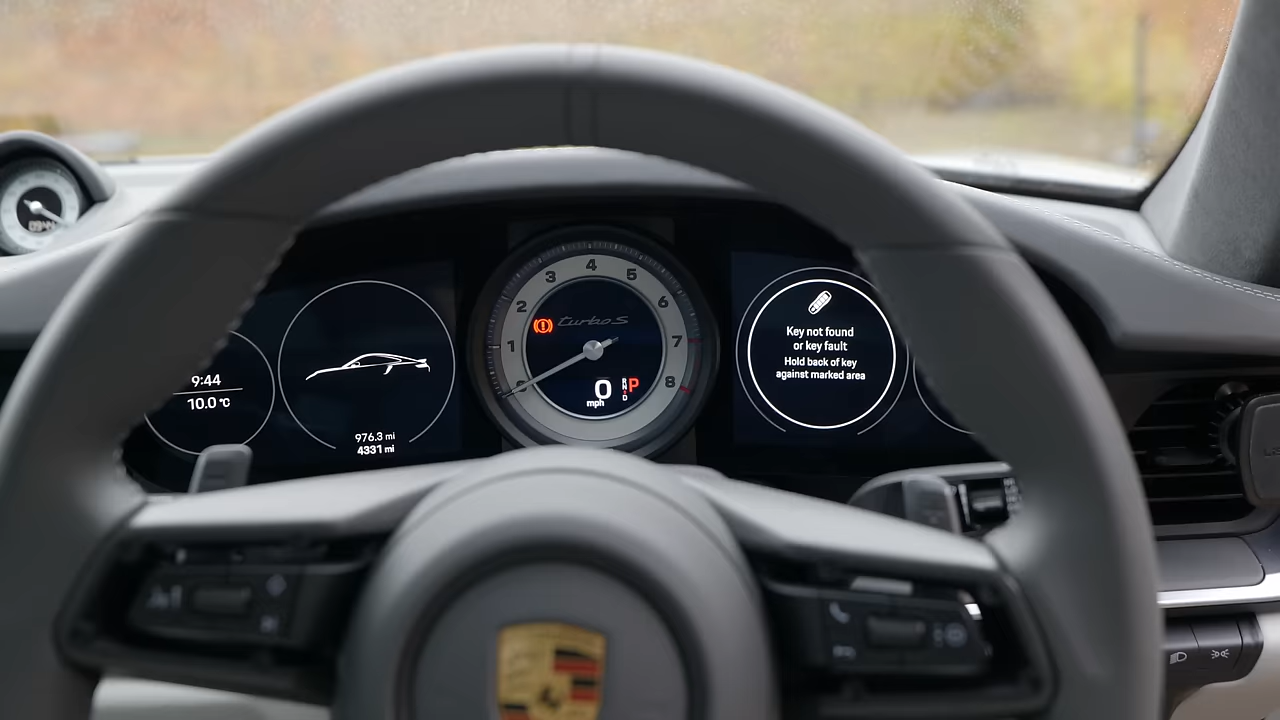 9:44
10.0 °C
976.3 mi
4331 mi
0
1
2
3
4
5
6
7
8
turbo S
0
mph
R
N
D
P
Key not found
or key fault
Hold back of key
against marked area